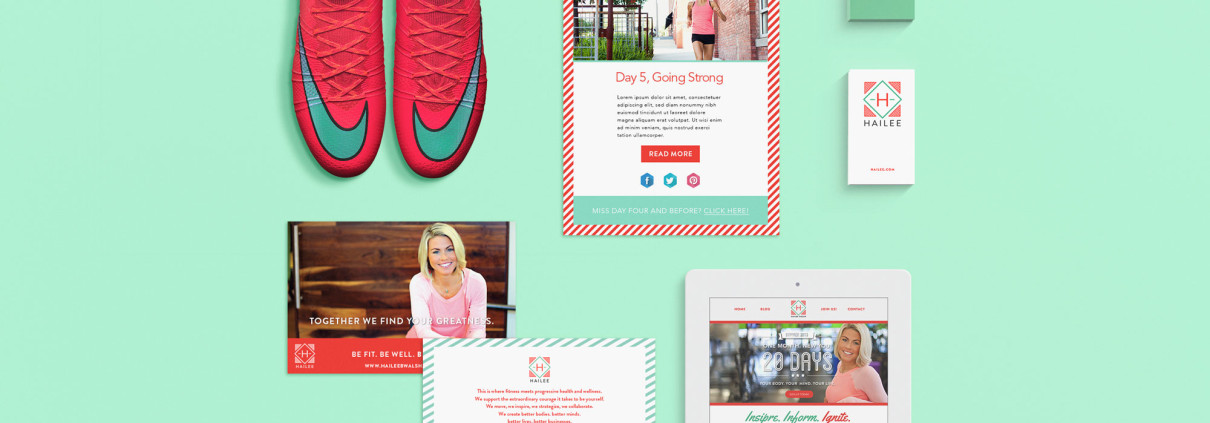 Day 5, Going Strong
Lorem ipsum dolor sit amet, consectetuer
adipiscing elit, sed diam nonummy nibh
euismod tincidunt ut laoreet dolore
magna aliquam erat volutpat. Ut wisi enim
ad minim veniam, quis nostrud exerci
tation ullamcorper.
READ MORE
MISS DAY FOUR AND BEFORE? CLICK HERE!
H
HAILEE
HAILEE.COM
TOGETHER WE FIND YOUR GREATNESS.
H
HAILEE
BE FIT. BE WELL. B
WWW.HAILEEBWALSH
H
HAILEE
This is where fitness meets progressive health and wellness.
We support the extraordinary courage it takes to be yourself.
We move, we inspire, we strategize, we collaborate.
We create better bodies, better minds,
better lives, better businesses.
HOME
BLOG
H
JOIN US!
CONTACT
20 DAYS
YOUR BODY. YOUR MIND. YOUR LIFE.
Insipre. Inform. Ignite.